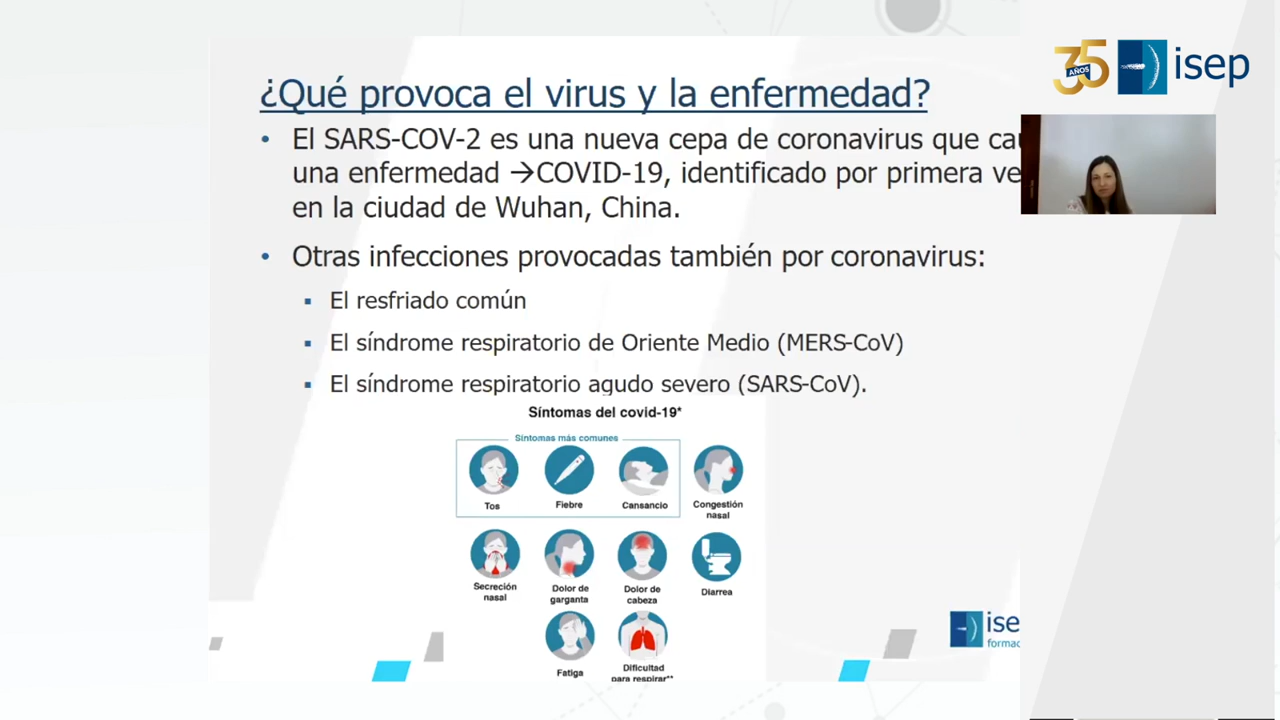 35
AÑOS
isep
¿Qué provoca el virus y la enfermedad?
• El SARS-COV-2 es una nueva cepa de coronavirus que
una enfermedad →COVID-19, identificado por primera
en la ciudad de Wuhan, China.
• Otras infecciones provocadas también por coronavirus:
▪ El resfriado común
▪ El síndrome respiratorio de Oriente Medio (MERS-CoV)
▪ El síndrome respiratorio agudo severo (SARS-CoV).
Síntomas del covid-19*
Síntomas más comunes
Tos
Fiebre
Cansancio
Congestión
nasal
Secreción
nasal
Dolor de
garganta
Dolor de
cabeza
Diarrea
Fatiga
Dificultad
para respirar**